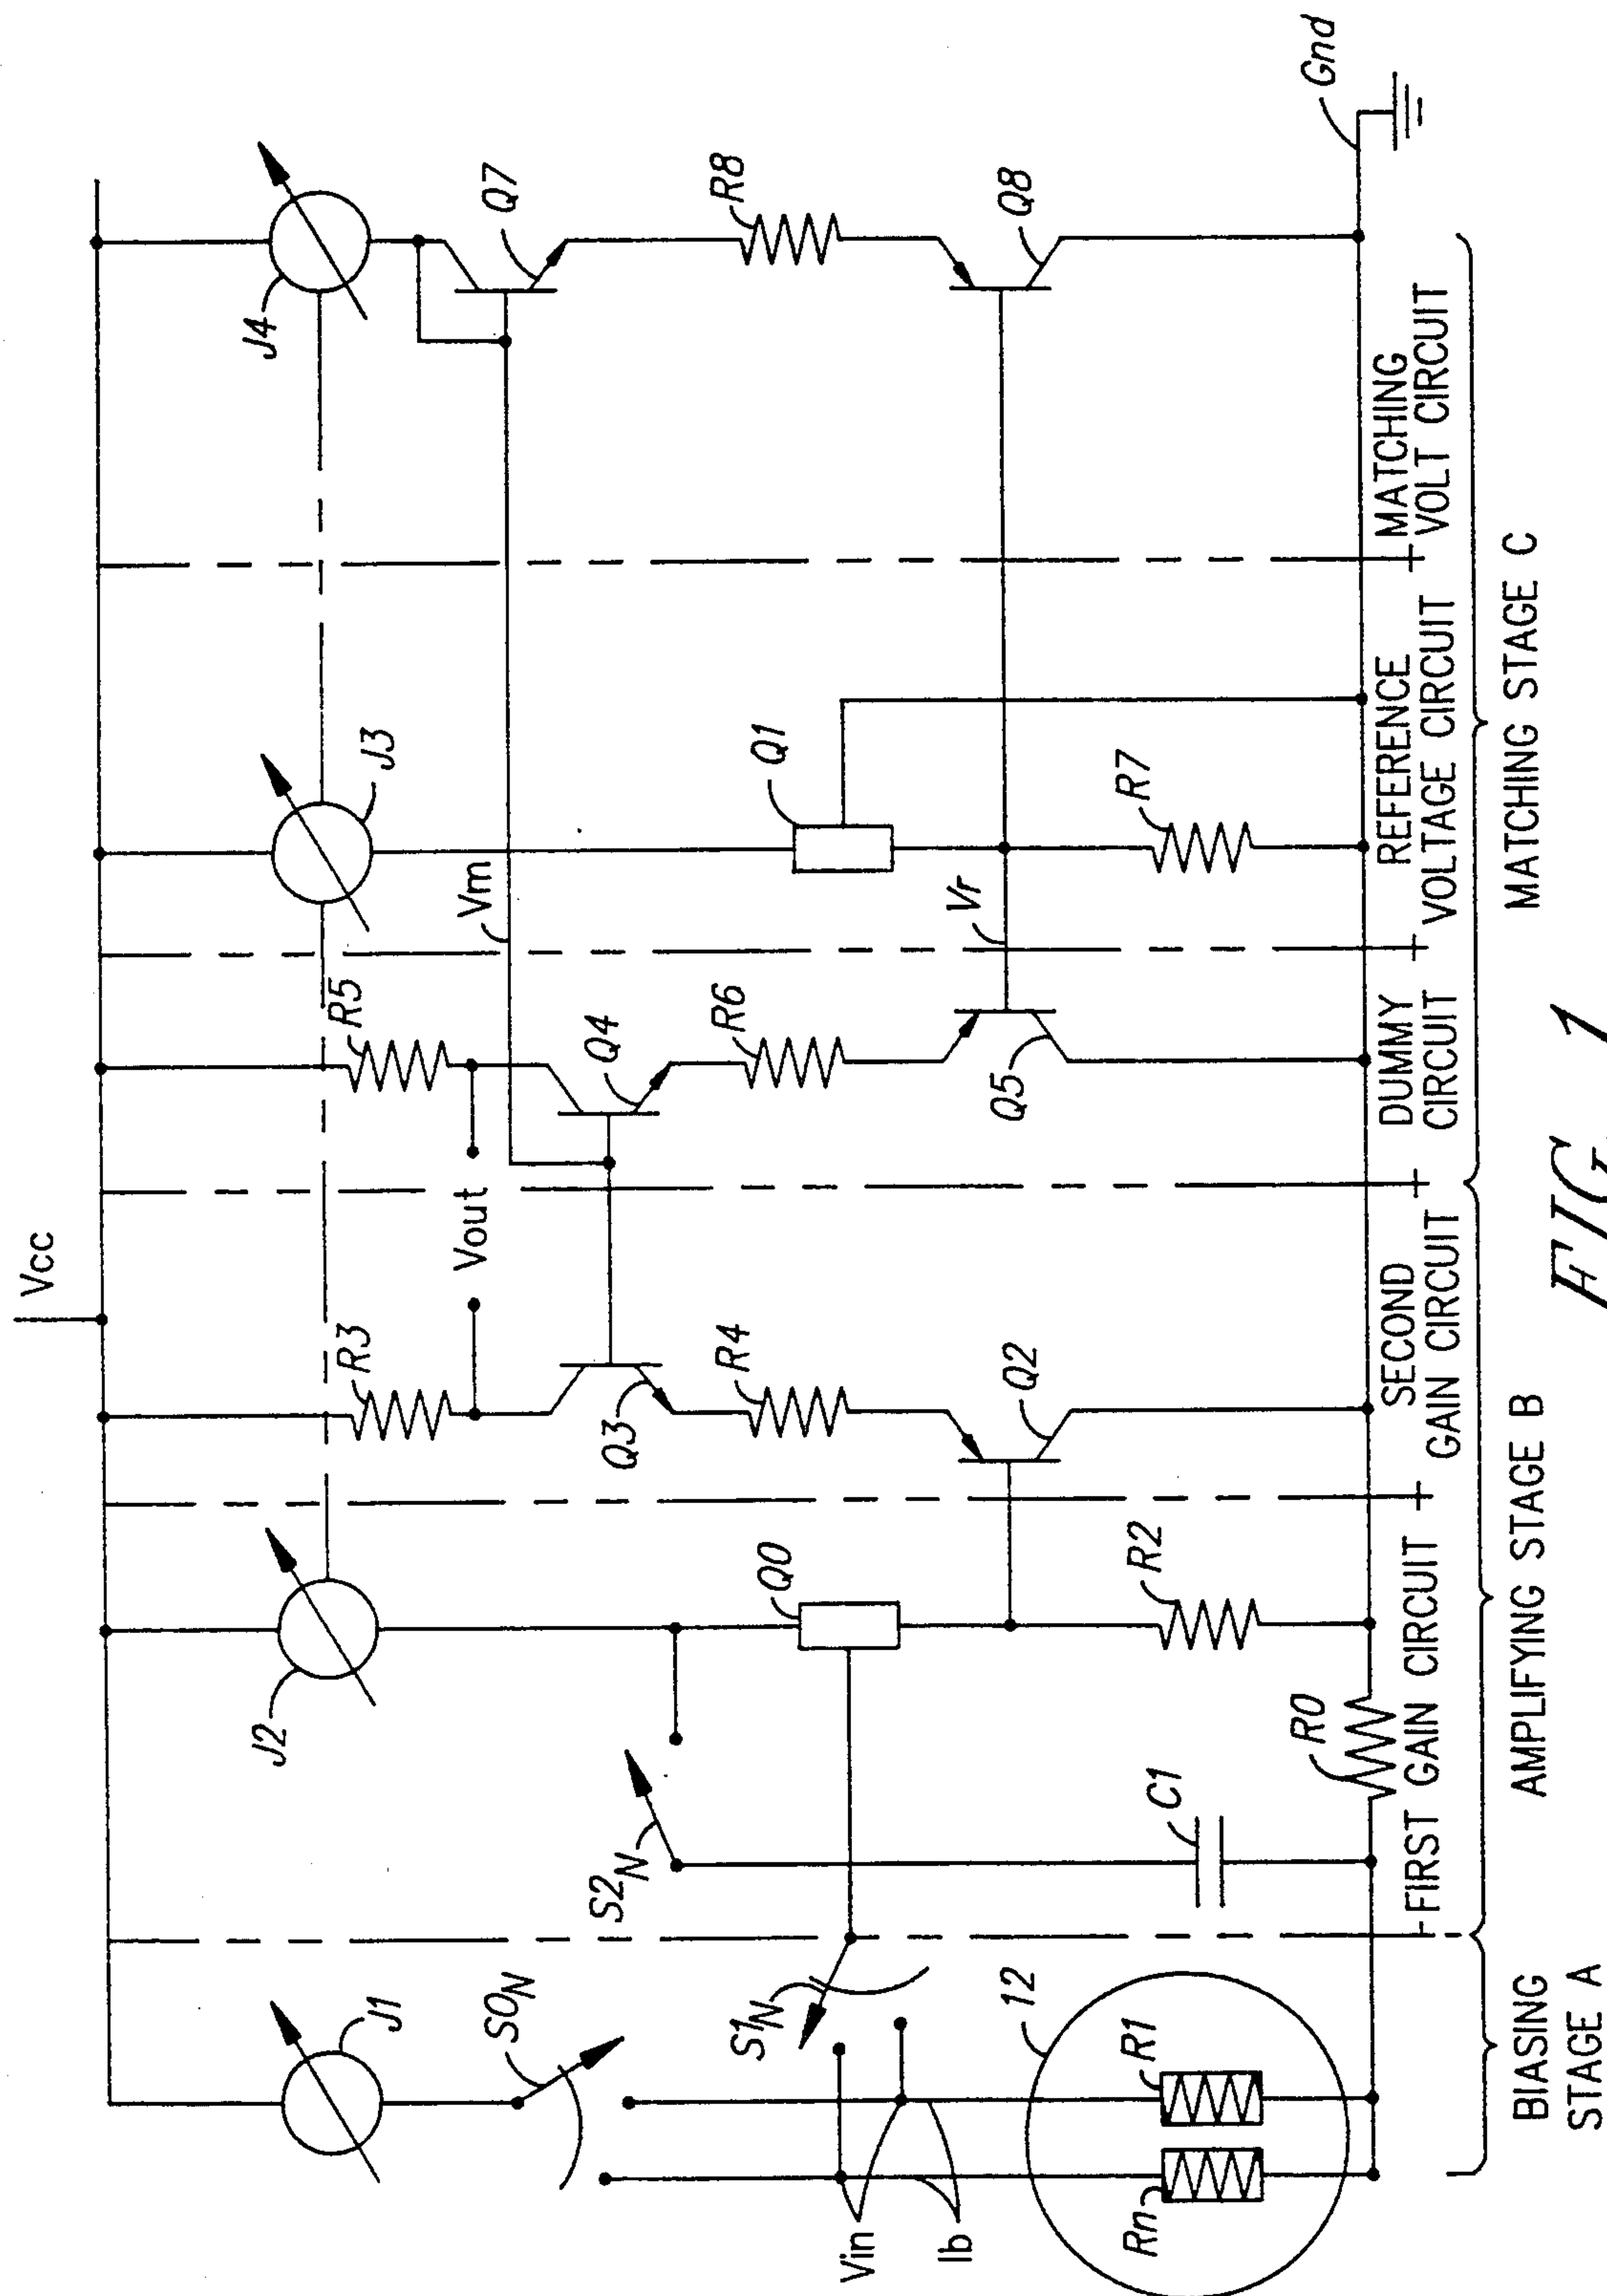 Vcc
J1
S0N
J2
R3
Vout
R5
J3
J4
Vm
Q7
S2N
S1N
Q0
Q3
R4
Q4
R6
Q1
R8
Vin
Ib
12
Rn
R1
C1
R0
R2
Q2
Q5
Vr
R7
Q8
Gnd
FIRST GAIN CIRCUIT
SECOND
GAIN CIRCUIT
DUMMY
CIRCUIT
REFERENCE
VOLTAGE CIRCUIT
MATCHING
VOLT CIRCUIT
BIASING
STAGE A
AMPLIFYING STAGE B
MATCHING STAGE C
FIG. 1